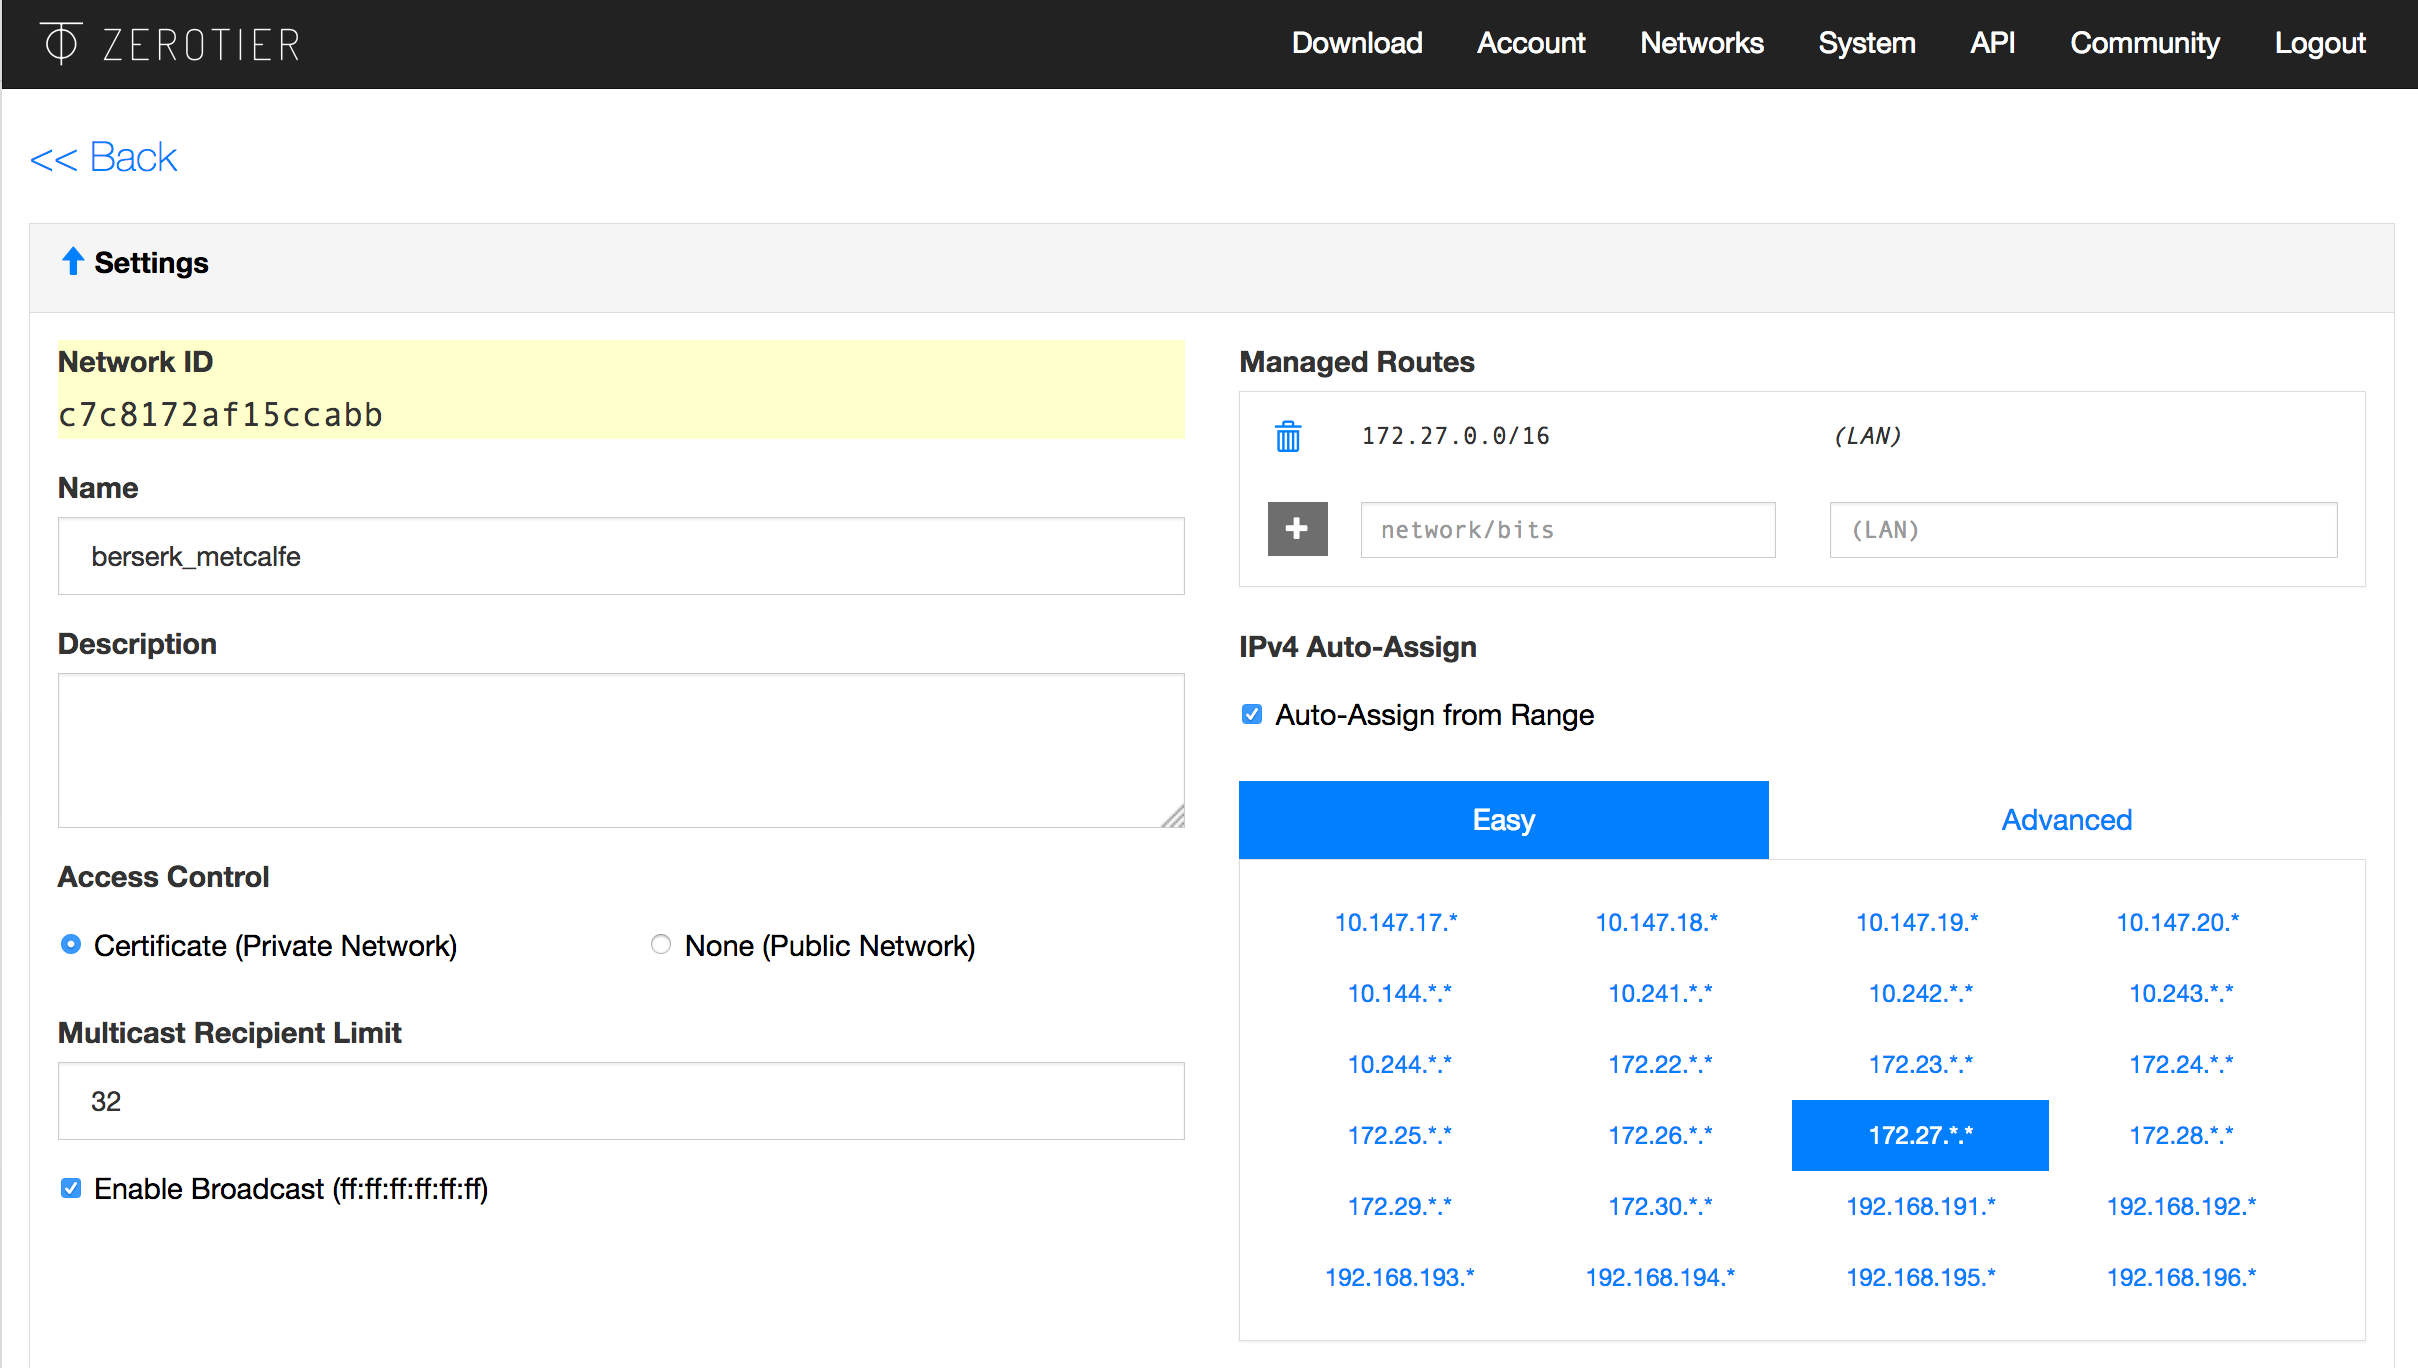 ZEROTIER
Download Account Networks System API Community Logout
<< Back
Settings
Network ID
c7c8172af15ccabb
Name
berserk_metcalfe
Description
Access Control
Certificate (Private Network) None (Public Network)
Multicast Recipient Limit
32
Enable Broadcast (ff:ff:ff:ff:ff:ff)
Managed Routes
172.27.0.0/16 (LAN)
network/bits (LAN)
IPv4 Auto-Assign
Auto-Assign from Range
Easy Advanced
10.147.17.* 10.147.18.* 10.147.19.* 10.147.20.*
10.144.*.* 10.241.*.* 10.242.*.* 10.243.*.*
10.244.*.* 172.22.*.* 172.23.*.* 172.24.*.*
172.25.*.* 172.26.*.* 172.27.*.* 172.28.*.*
172.29.*.* 172.30.*.* 192.168.191.* 192.168.192.*
192.168.193.* 192.168.194.* 192.168.195.* 192.168.196.*